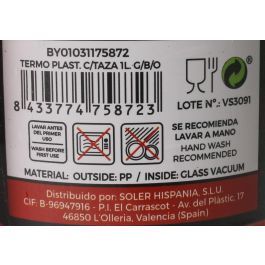 BY01031175872
TERMO PLAST. C/TAZA 1L. G/B/O
8 433774 758723
LOTE N.º: VS3091
LAVAR ANTES
DEL PRIMER
USO
WASH BEFORE
FIRST USE
SE RECOMIENDA
LAVAR A MANO
HAND WASH
RECOMMENDED
MATERIAL: OUTSIDE: PP / INSIDE: GLASS VACUUM
Distribuido por: SOLER HISPANIA, S.L.U.
CIF: B-96947916 - P.I. El Carrascot - Av. del Plàstic, 17
46850 L'Olleria, Valencia (Spain)